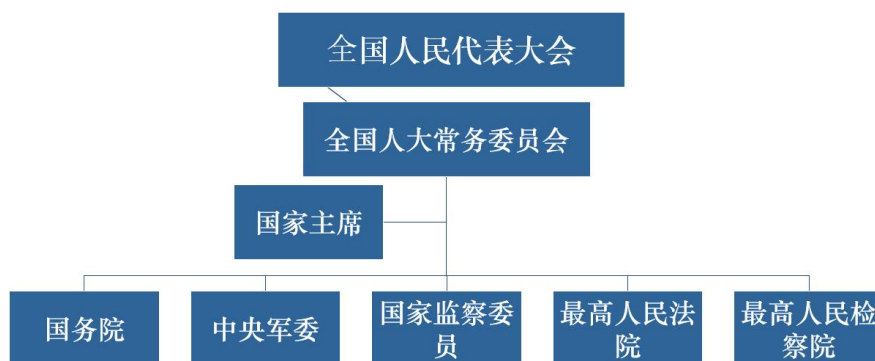 全国人民代表大会
全国人大常务委员会
国家主席
国务院
中央军委
国家监察委
员
最高人民法
院
最高人民检
察院